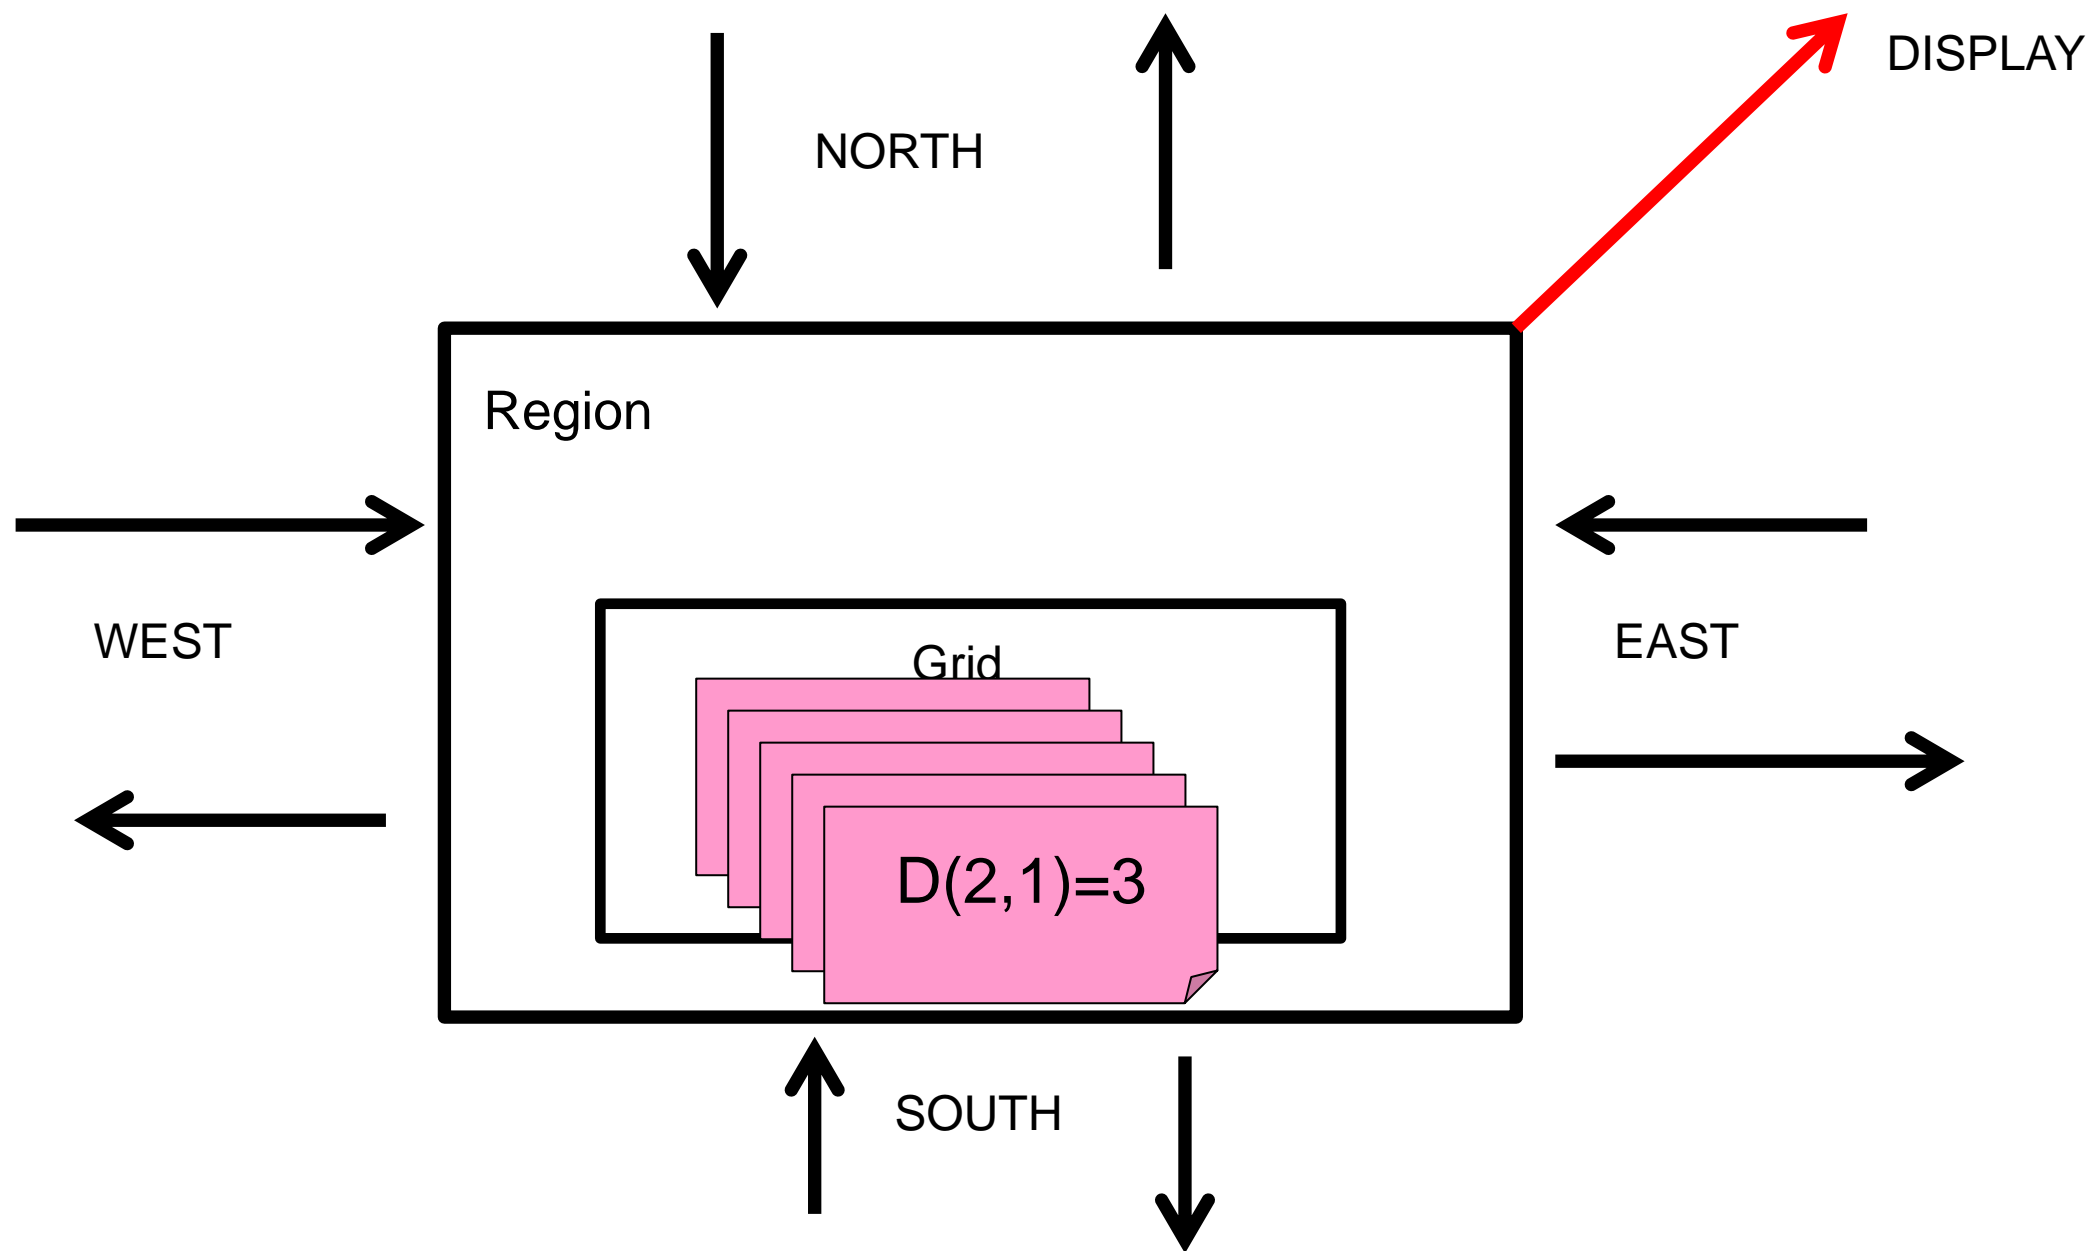 DISPLAY
NORTH
Region
WEST
Grid
EAST
D(2,1)=3
SOUTH